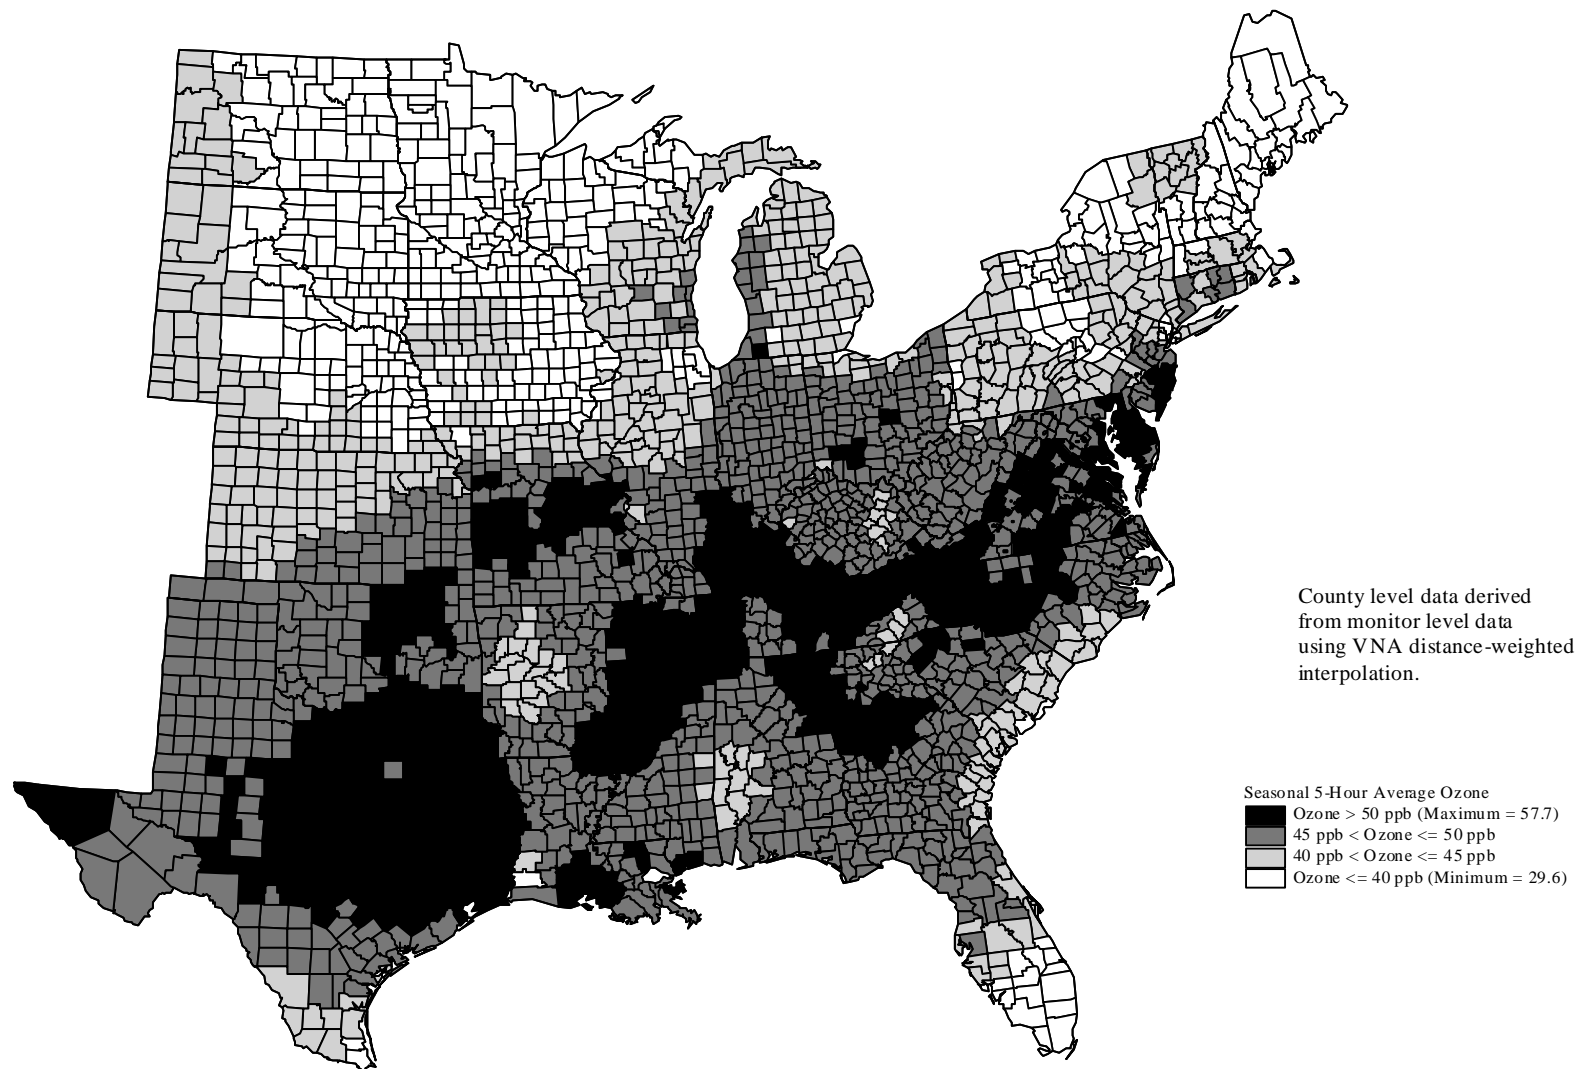 County level data derived
from monitor level data
using VNA distance-weighted
interpolation.
Seasonal 5-Hour Average Ozone
Ozone > 50 ppb (Maximum = 57.7)
45 ppb < Ozone <= 50 ppb
40 ppb < Ozone <= 45 ppb
Ozone <= 40 ppb (Minimum = 29.6)